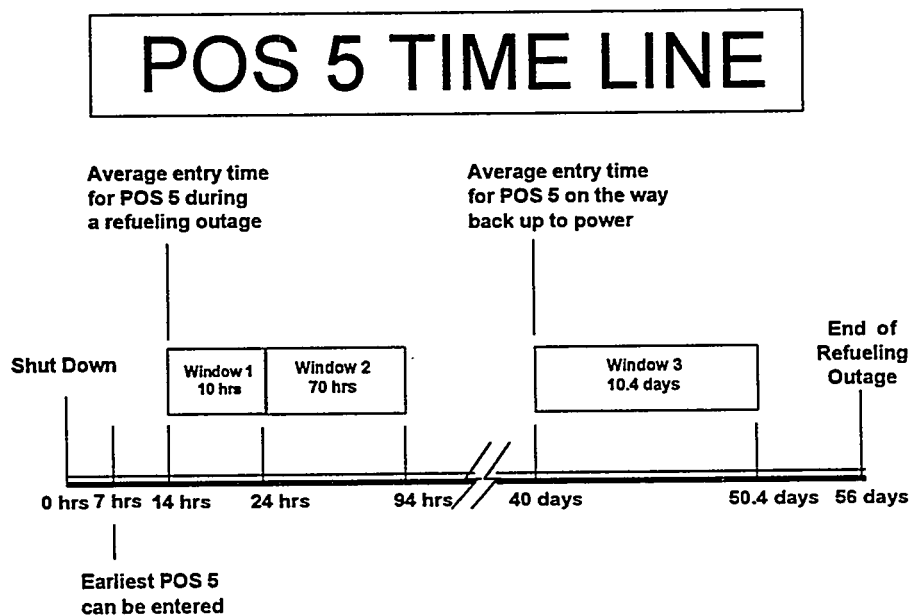 POS 5 TIME LINE
Average entry time
for POS 5 during
a refueling outage
Average entry time
for POS 5 on the way
back up to power
Shut Down
Window 1
10 hrs
Window 2
70 hrs
Window 3
10.4 days
End of
Refueling
Outage
0 hrs 7 hrs 14 hrs 24 hrs 94 hrs 40 days 50.4 days 56 days
Earliest POS 5
can be entered